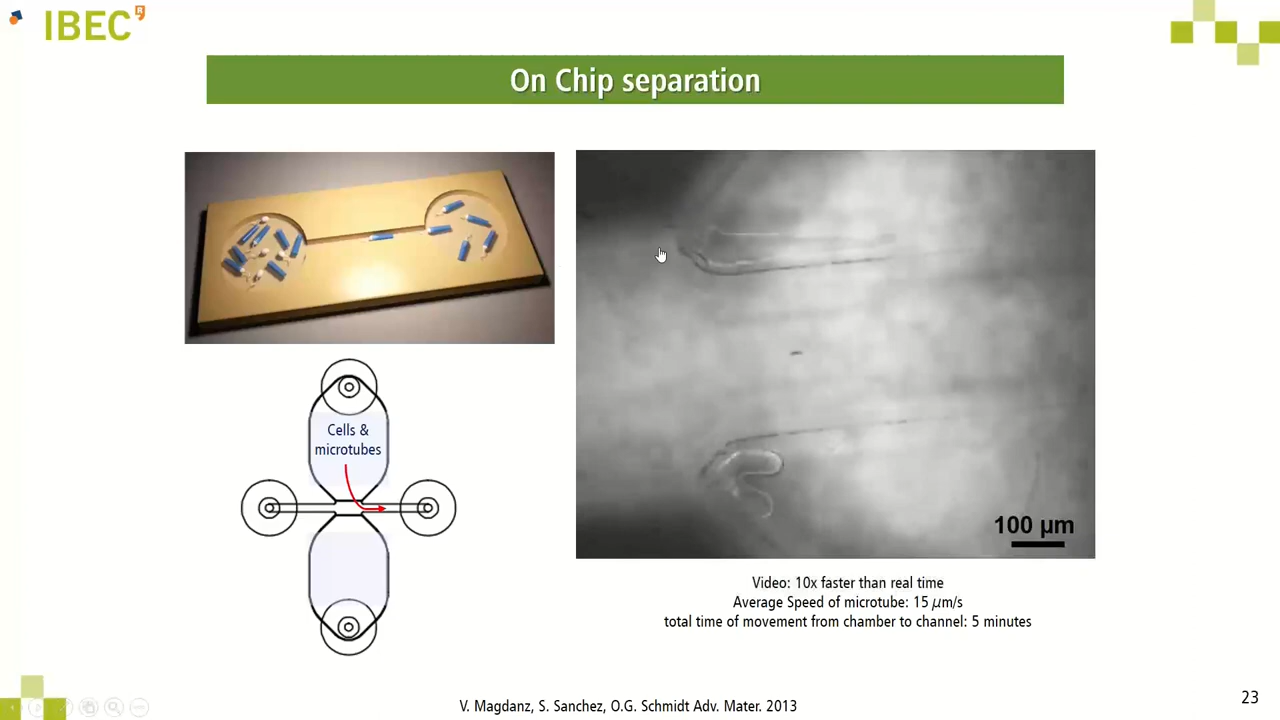 IBEC
R
On Chip separation
Cells &
microtubes
100 µm
Video: 10x faster than real time
Average Speed of microtube: 15 µm/s
total time of movement from chamber to channel: 5 minutes
V. Magdanz, S. Sanchez, O.G. Schmidt Adv. Mater. 2013
23